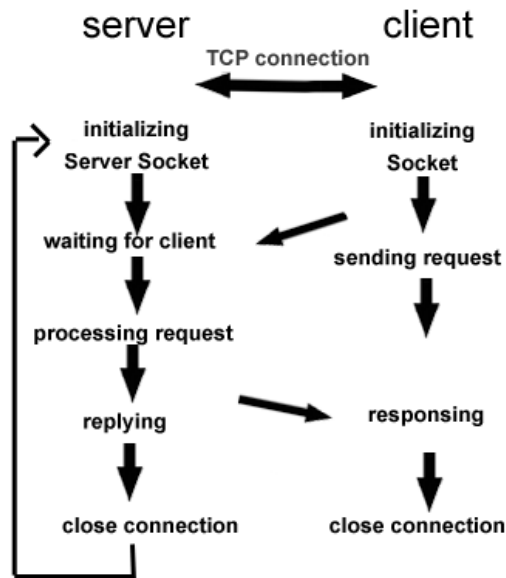 server
client
TCP connection
initializing
Server Socket
initializing
Socket
waiting for client
sending request
processing request
replying
responsing
close connection
close connection